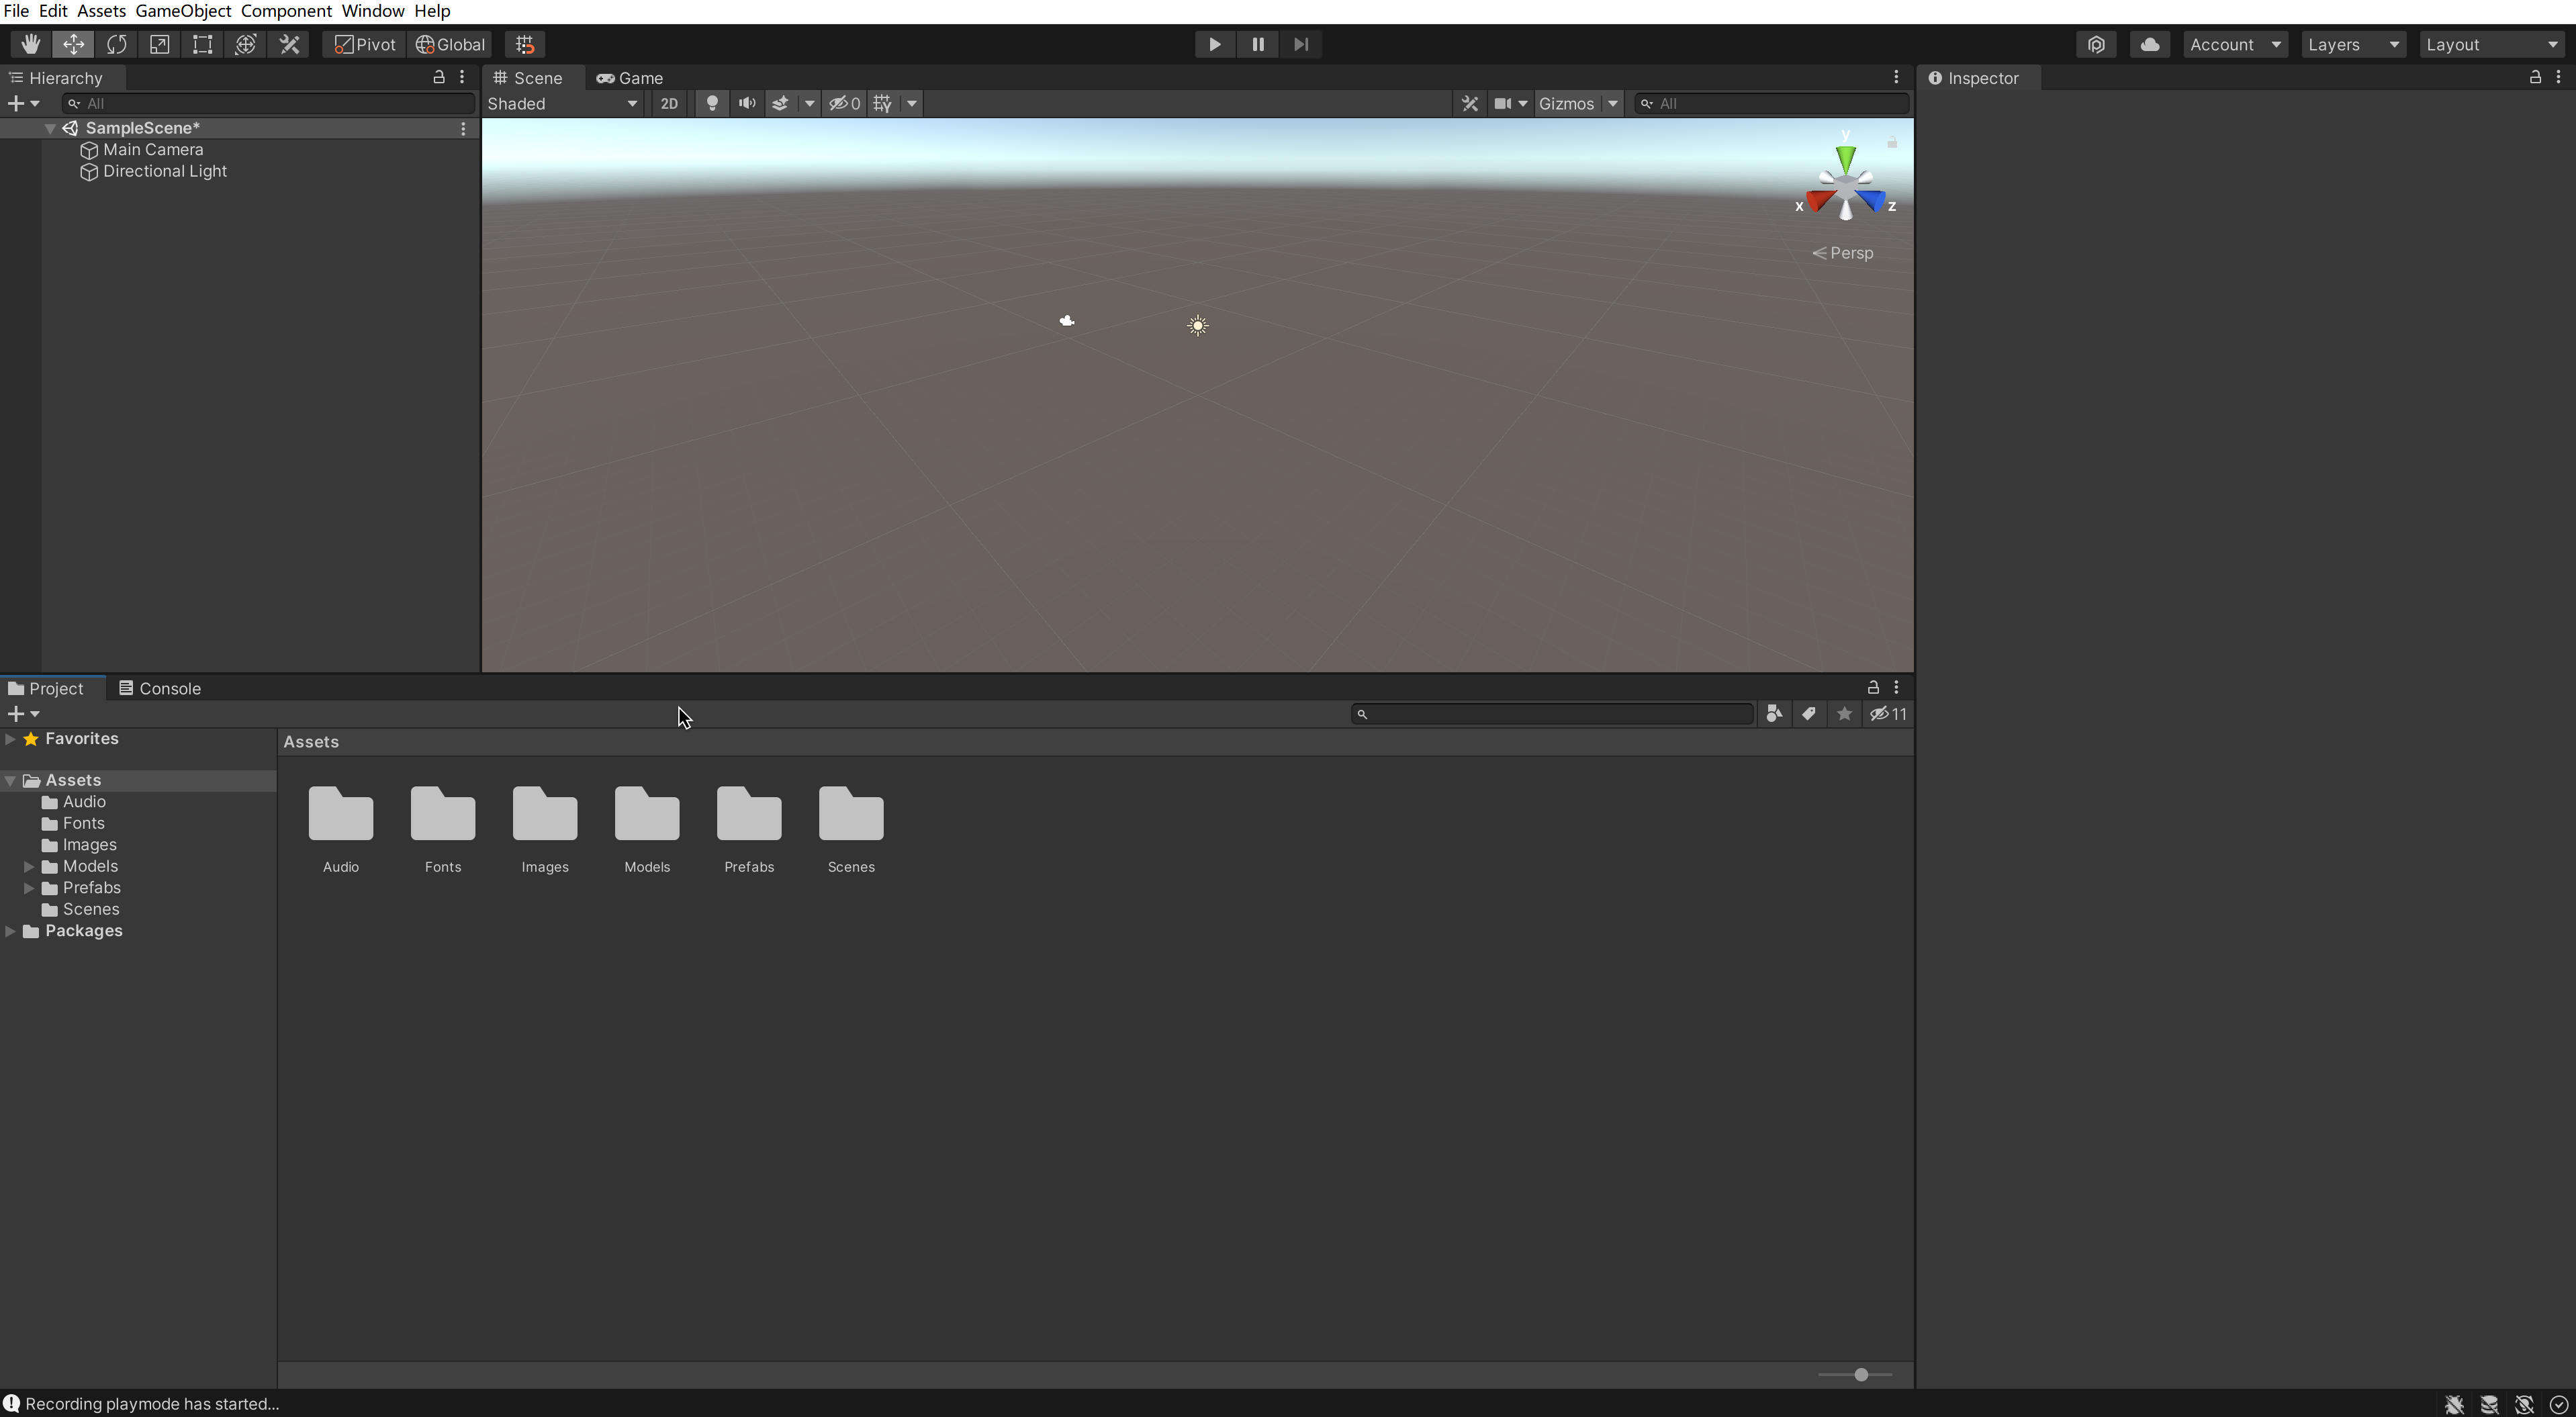 File Edit Assets GameObject Component Window Help
Pivot Global Account Layers Layout
Hierarchy
All
SampleScene*
Main Camera
Directional Light
Scene Game
Shaded 2D 0 Gizmos All
y
x z
Persp
Inspector
Project Console
11
Favorites
Assets
Audio
Fonts
Images
Models
Prefabs
Scenes
Packages
Assets
Audio Fonts Images Models Prefabs Scenes
Recording playmode has started...